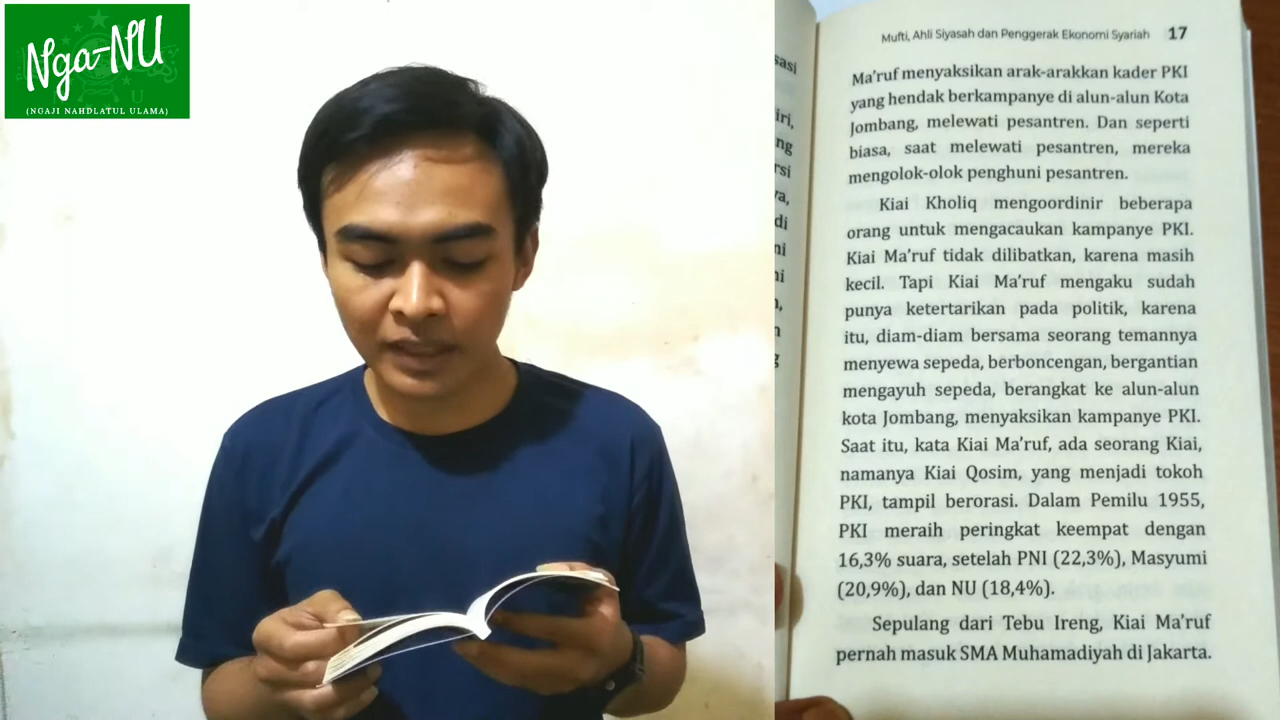 Nga-NU
(NGAJI NAHDLATUL ULAMA)
Mufti, Ahli Siyasah dan Penggerak Ekonomi Syariah 17
Ma'ruf menyaksikan arak-arakkan kader PKI
yang hendak berkampanye di alun-alun Kota
Jombang, melewati pesantren. Dan seperti
biasa, saat melewati pesantren, mereka
mengolok-olok penghuni pesantren.
Kiai Kholiq mengoordinir beberapa
orang untuk mengacaukan kampanye PKI.
Kiai Ma'ruf tidak dilibatkan, karena masih
kecil. Tapi Kiai Ma'ruf mengaku sudah
punya ketertarikan pada politik, karena
itu, diam-diam bersama seorang temannya
menyewa sepeda, berboncengan, bergantian
mengayuh sepeda, berangkat ke alun-alun
kota Jombang, menyaksikan kampanye PKI.
Saat itu, kata Kiai Ma'ruf, ada seorang Kiai,
namanya Kiai Qosim, yang menjadi tokoh
PKI, tampil berorasi. Dalam Pemilu 1955,
PKI meraih peringkat keempat dengan
16,3% suara, setelah PNI (22,3%), Masyumi
(20,9%), dan NU (18,4%).
Sepulang dari Tebu Ireng, Kiai Ma'ruf
pernah masuk SMA Muhamadiyah di Jakarta.